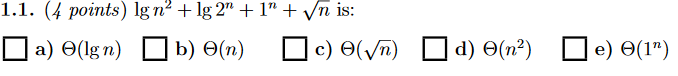 1.1. (4 points) lg n² + lg 2ⁿ + 1ⁿ + √n is:
☐ a) Θ(lg n) ☐ b) Θ(n) ☐ c) Θ(√n) ☐ d) Θ(n²) ☐ e) Θ(1ⁿ)